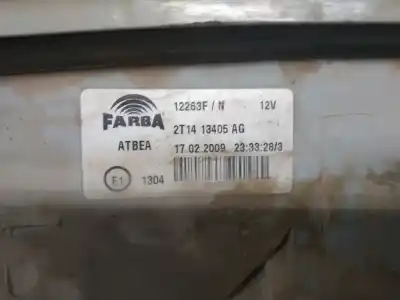 12263F / N 12V
FARBA
2T14 13405 AG
ATBEA 17.02.2009 23:33:28/3
E1 1304